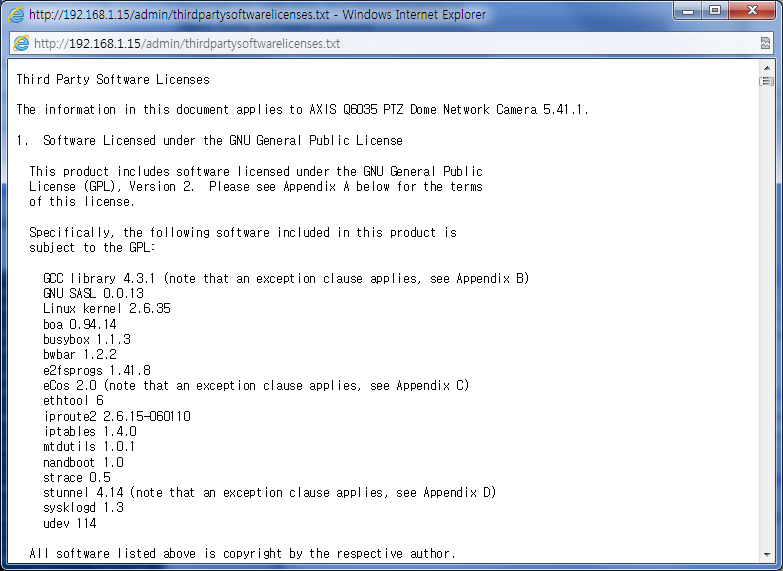 http://192.168.1.15/admin/thirdpartysoftwarelicenses.txt - Windows Internet Explorer
http://192.168.1.15/admin/thirdpartysoftwarelicenses.txt
Third Party Software Licenses
The information in this document applies to AXIS Q6035 PTZ Dome Network Camera 5.41.1.
1.  Software Licensed under the GNU General Public License
This product includes software licensed under the GNU General Public
License (GPL), Version 2.  Please see Appendix A below for the terms
of this license.
Specifically, the following software included in this product is
subject to the GPL:
GCC library 4.3.1 (note that an exception clause applies, see Appendix B)
GNU SASL 0.0.13
Linux kernel 2.6.35
boa 0.94.14
busybox 1.1.3
bwbar 1.2.2
e2fsprogs 1.41.8
eCos 2.0 (note that an exception clause applies, see Appendix C)
ethtool 6
iproute2 2.6.15-060110
iptables 1.4.0
mtdutils 1.0.1
nandboot 1.0
strace 0.5
stunnel 4.14 (note that an exception clause applies, see Appendix D)
sysklogd 1.3
udev 114
All software listed above is copyright by the respective author.